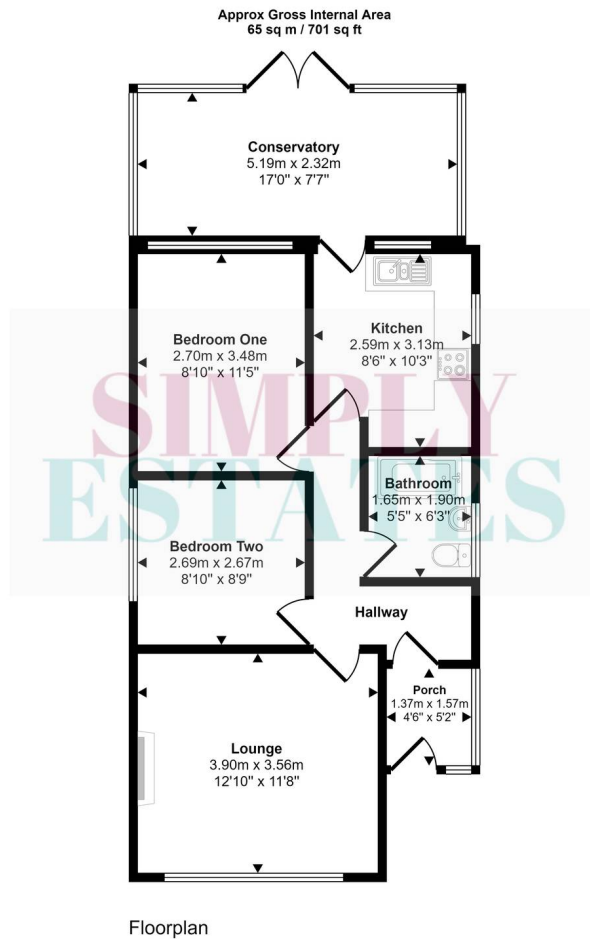 Approx Gross Internal Area
65 sq m / 701 sq ft
Conservatory
5.19m x 2.32m
17'0" x 7'7"
Bedroom One
2.70m x 3.48m
8'10" x 11'5"
Kitchen
2.59m x 3.13m
8'6" x 10'3"
SIMPLY
ESTATES
Bathroom
1.65m x 1.90m
5'5" x 6'3"
Bedroom Two
2.69m x 2.67m
8'10" x 8'9"
Hallway
Porch
1.37m x 1.57m
4'6" x 5'2"
Lounge
3.90m x 3.56m
12'10" x 11'8"
Floorplan